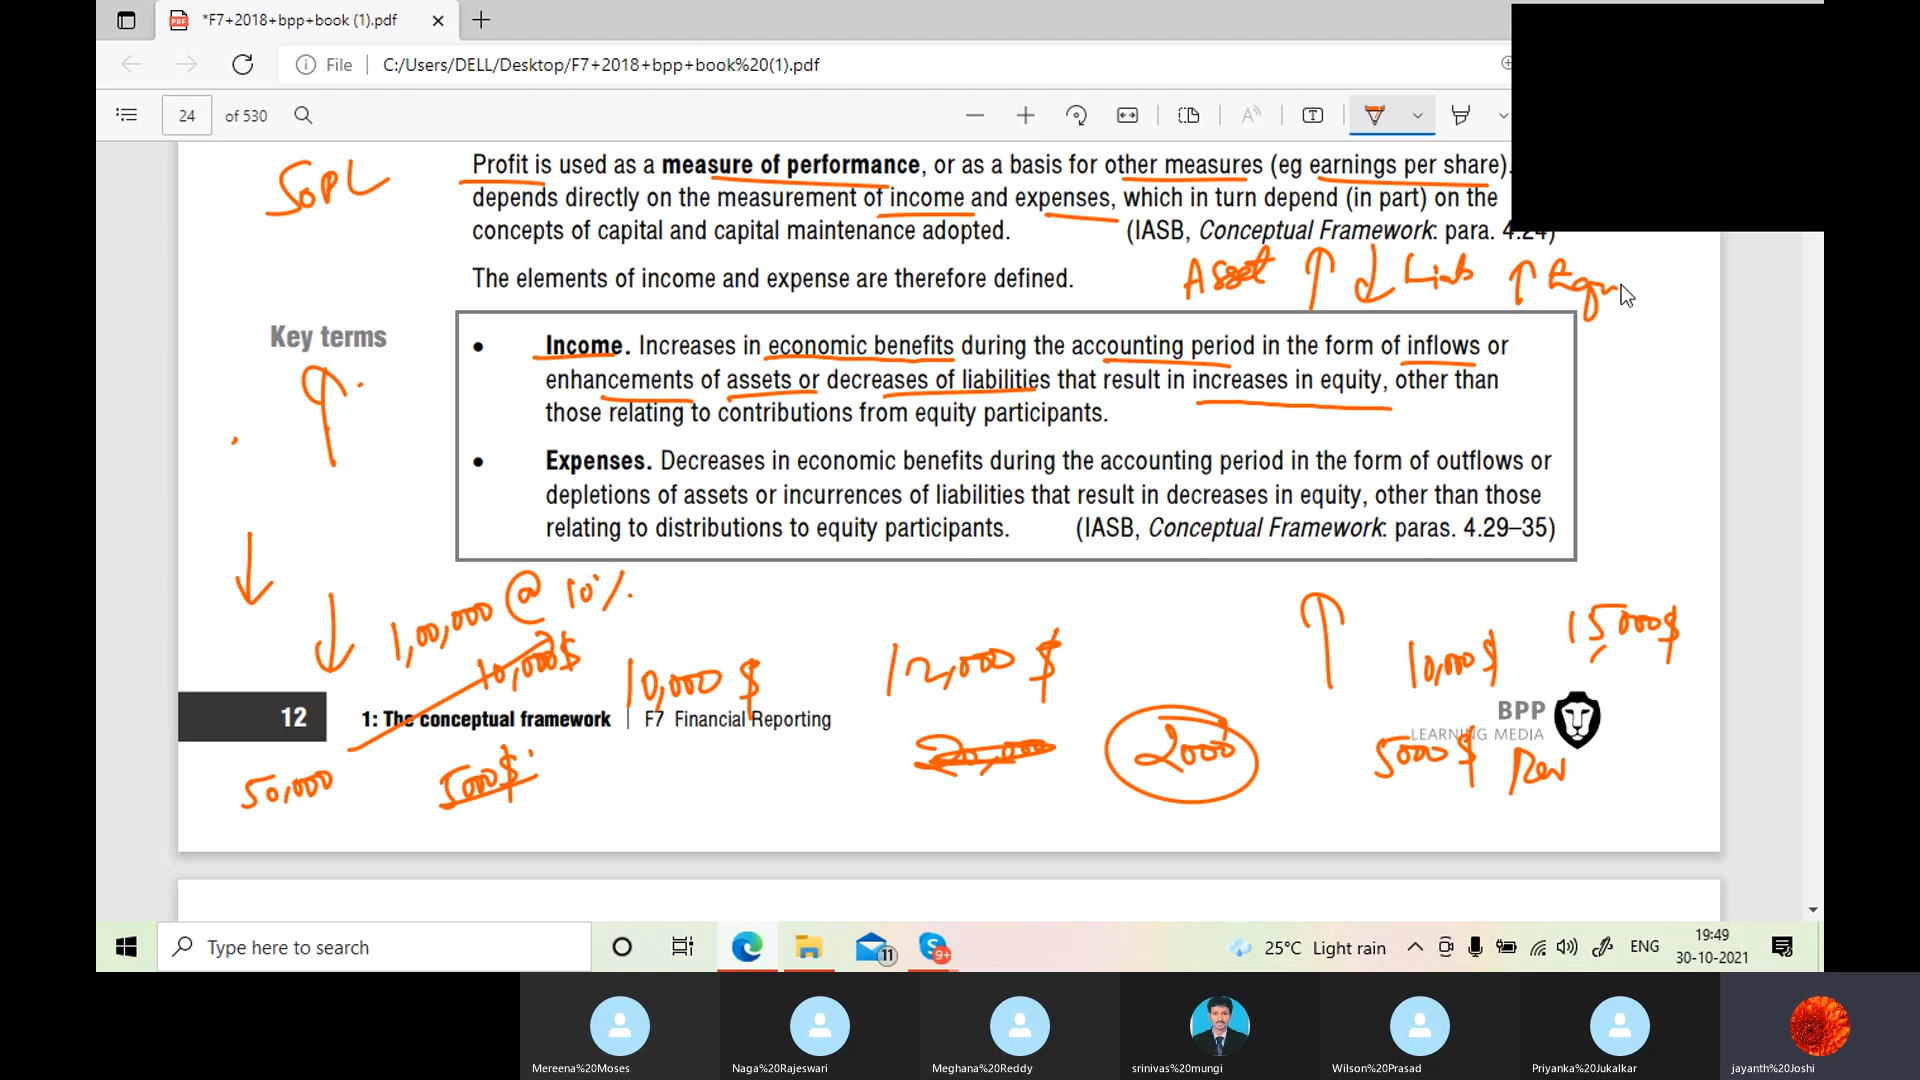 *F7+2018+bpp+book (1).pdf
File C:/Users/DELL/Desktop/F7+2018+bpp+book%20(1).pdf
24 of 530
SOPL
Profit is used as a measure of performance, or as a basis for other measures (eg earnings per share).
depends directly on the measurement of income and expenses, which in turn depend (in part) on the
concepts of capital and capital maintenance adopted. (IASB, Conceptual Framework: para. 4.24)
The elements of income and expense are therefore defined.
Asset ↑ ↓ Liab ↑ Equ
Key terms
• Income. Increases in economic benefits during the accounting period in the form of inflows or
enhancements of assets or decreases of liabilities that result in increases in equity, other than
those relating to contributions from equity participants.
• Expenses. Decreases in economic benefits during the accounting period in the form of outflows or
depletions of assets or incurrences of liabilities that result in decreases in equity, other than those
relating to distributions to equity participants. (IASB, Conceptual Framework: paras. 4.29–35)
1,00,000 @ 10%
10,000$ 10,000 $ 12,000 $ 10,000$ 15000$
12 1: The conceptual framework | F7 Financial Reporting
BPP
LEARNING MEDIA
50,000 5000$ 20,000 2000 5000$ Rev
Type here to search
11 9+ 25°C Light rain ENG 19:49
30-10-2021
Mereena%20Moses Naga%20Rajeswari Meghana%20Reddy srinivas%20mungi Wilson%20Prasad Priyanka%20Jukalkar jayanth%20Joshi